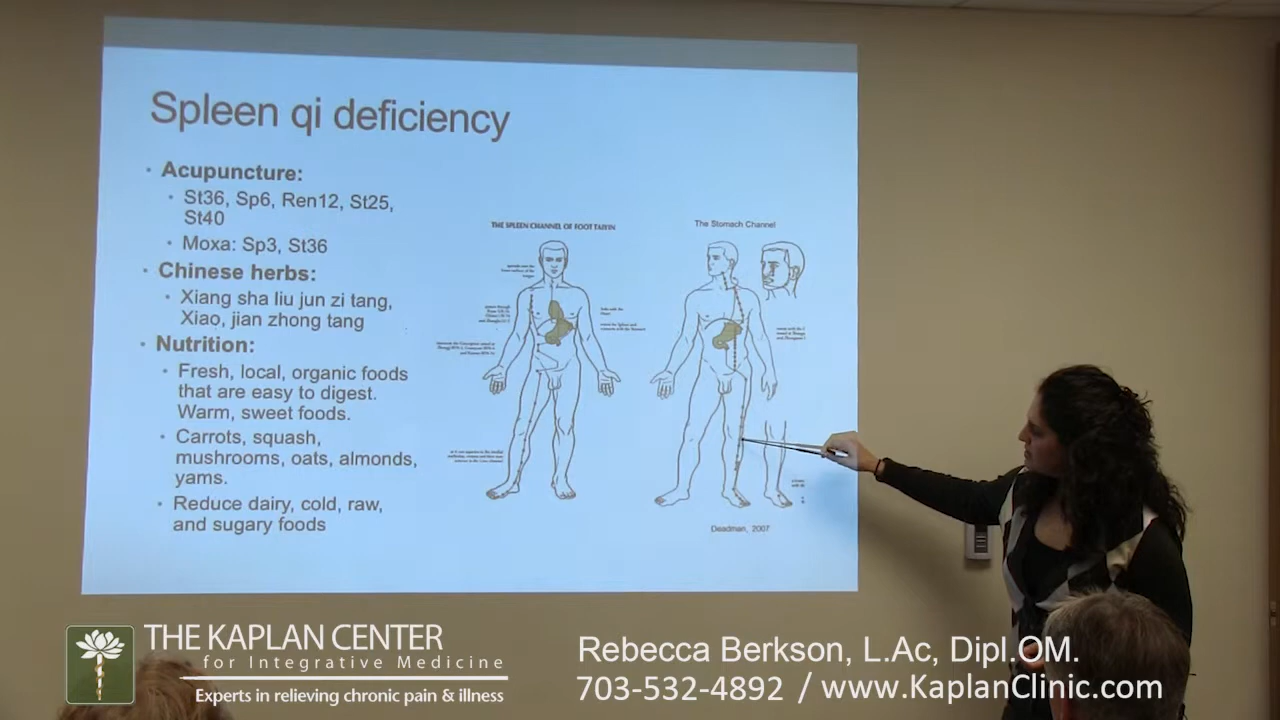 Spleen qi deficiency
• Acupuncture:
• St36, Sp6, Ren12, St25,
St40
• Moxa: Sp3, St36
• Chinese herbs:
Xiang sha liu jun zi tang,
Xiao, jian zhong tang
• Nutrition:
• Fresh, local, organic foods
that are easy to digest.
Warm, sweet foods.
• Carrots, squash,
mushrooms, oats, almonds,
yams.
• Reduce dairy, cold, raw,
and sugary foods
THE SPLEEN CHANNEL OF FOOT TAIYIN
The Stomach Channel
Deadman, 2007
THE KAPLAN CENTER
for Integrative Medicine
Experts in relieving chronic pain & illness
Rebecca Berkson, L.Ac, Dipl.OM.
703-532-4892 / www.KaplanClinic.com